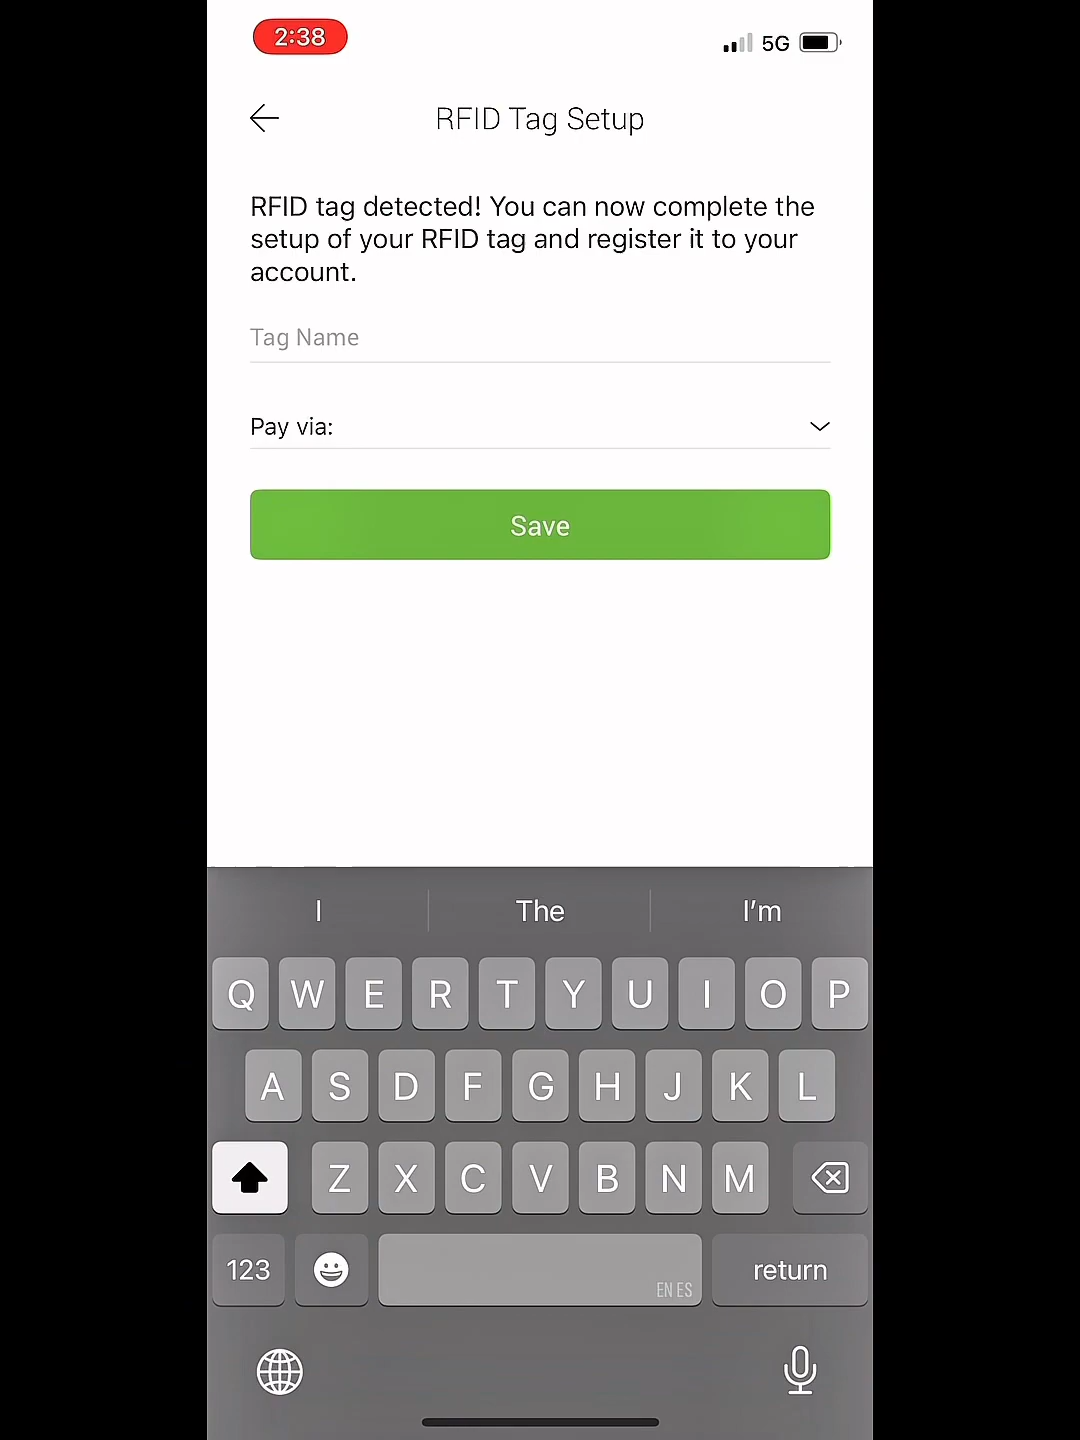 2:38
5G
RFID Tag Setup
RFID tag detected! You can now complete the
setup of your RFID tag and register it to your
account.
Tag Name
Pay via:
Save
I The I'm
Q W E R T Y U I O P
A S D F G H J K L
Z X C V B N M
123 EN ES return